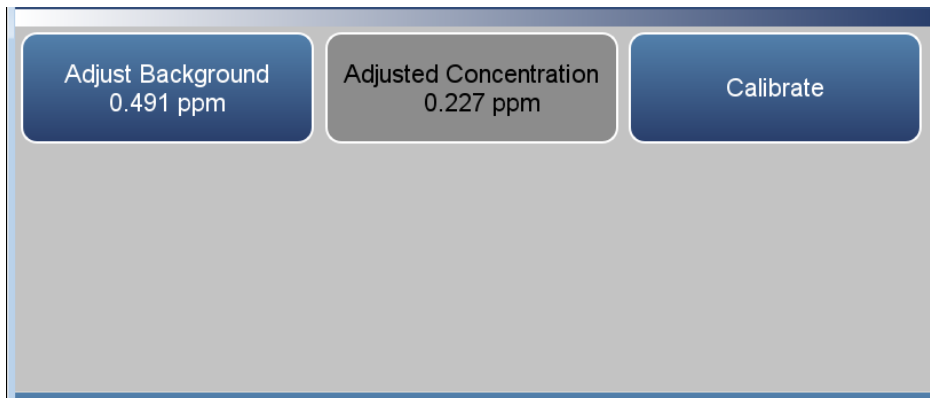 Adjust Background
0.491 ppm
Adjusted Concentration
0.227 ppm
Calibrate